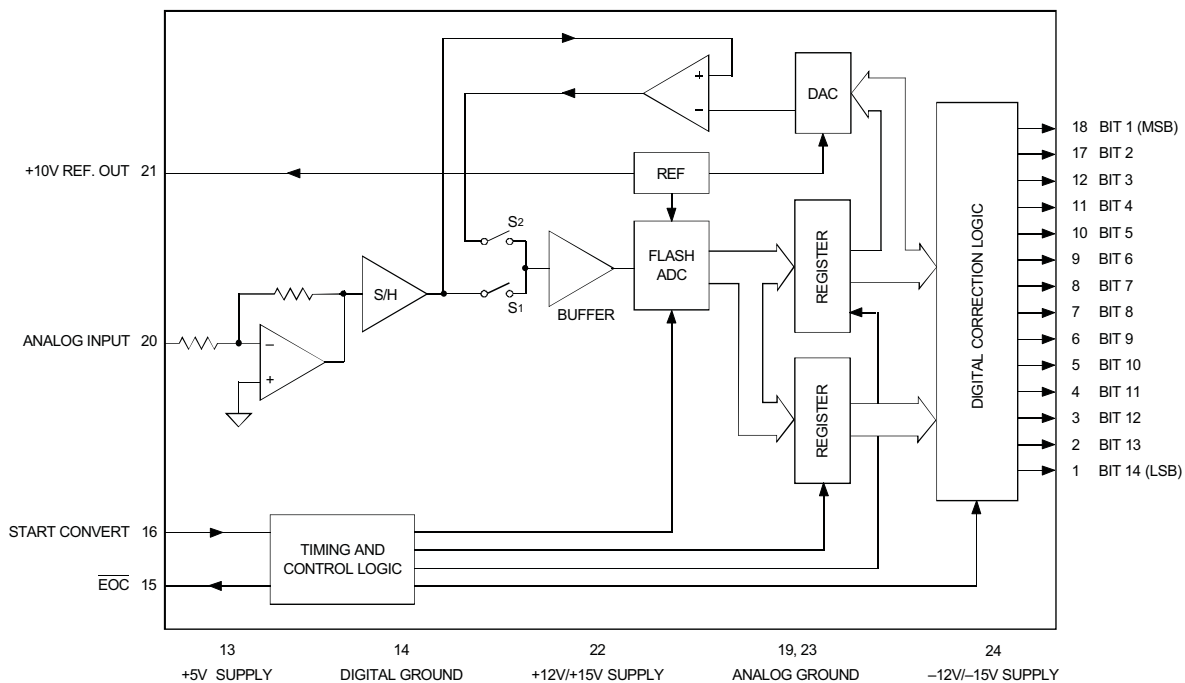 +
−
DAC
18 BIT 1 (MSB)
17 BIT 2
+10V REF. OUT 21
REF
12 BIT 3
11 BIT 4
S2
10 BIT 5
FLASH
ADC
REGISTER
DIGITAL CORRECTION LOGIC
9 BIT 6
S/H
8 BIT 7
S1
BUFFER
7 BIT 8
ANALOG INPUT 20
−
+
6 BIT 9
5 BIT 10
4 BIT 11
REGISTER
3 BIT 12
2 BIT 13
1 BIT 14 (LSB)
START CONVERT 16
TIMING AND
CONTROL LOGIC
E̅O̅C̅ 15
13
+5V SUPPLY
14
DIGITAL GROUND
22
+12V/+15V SUPPLY
19, 23
ANALOG GROUND
24
–12V/–15V SUPPLY